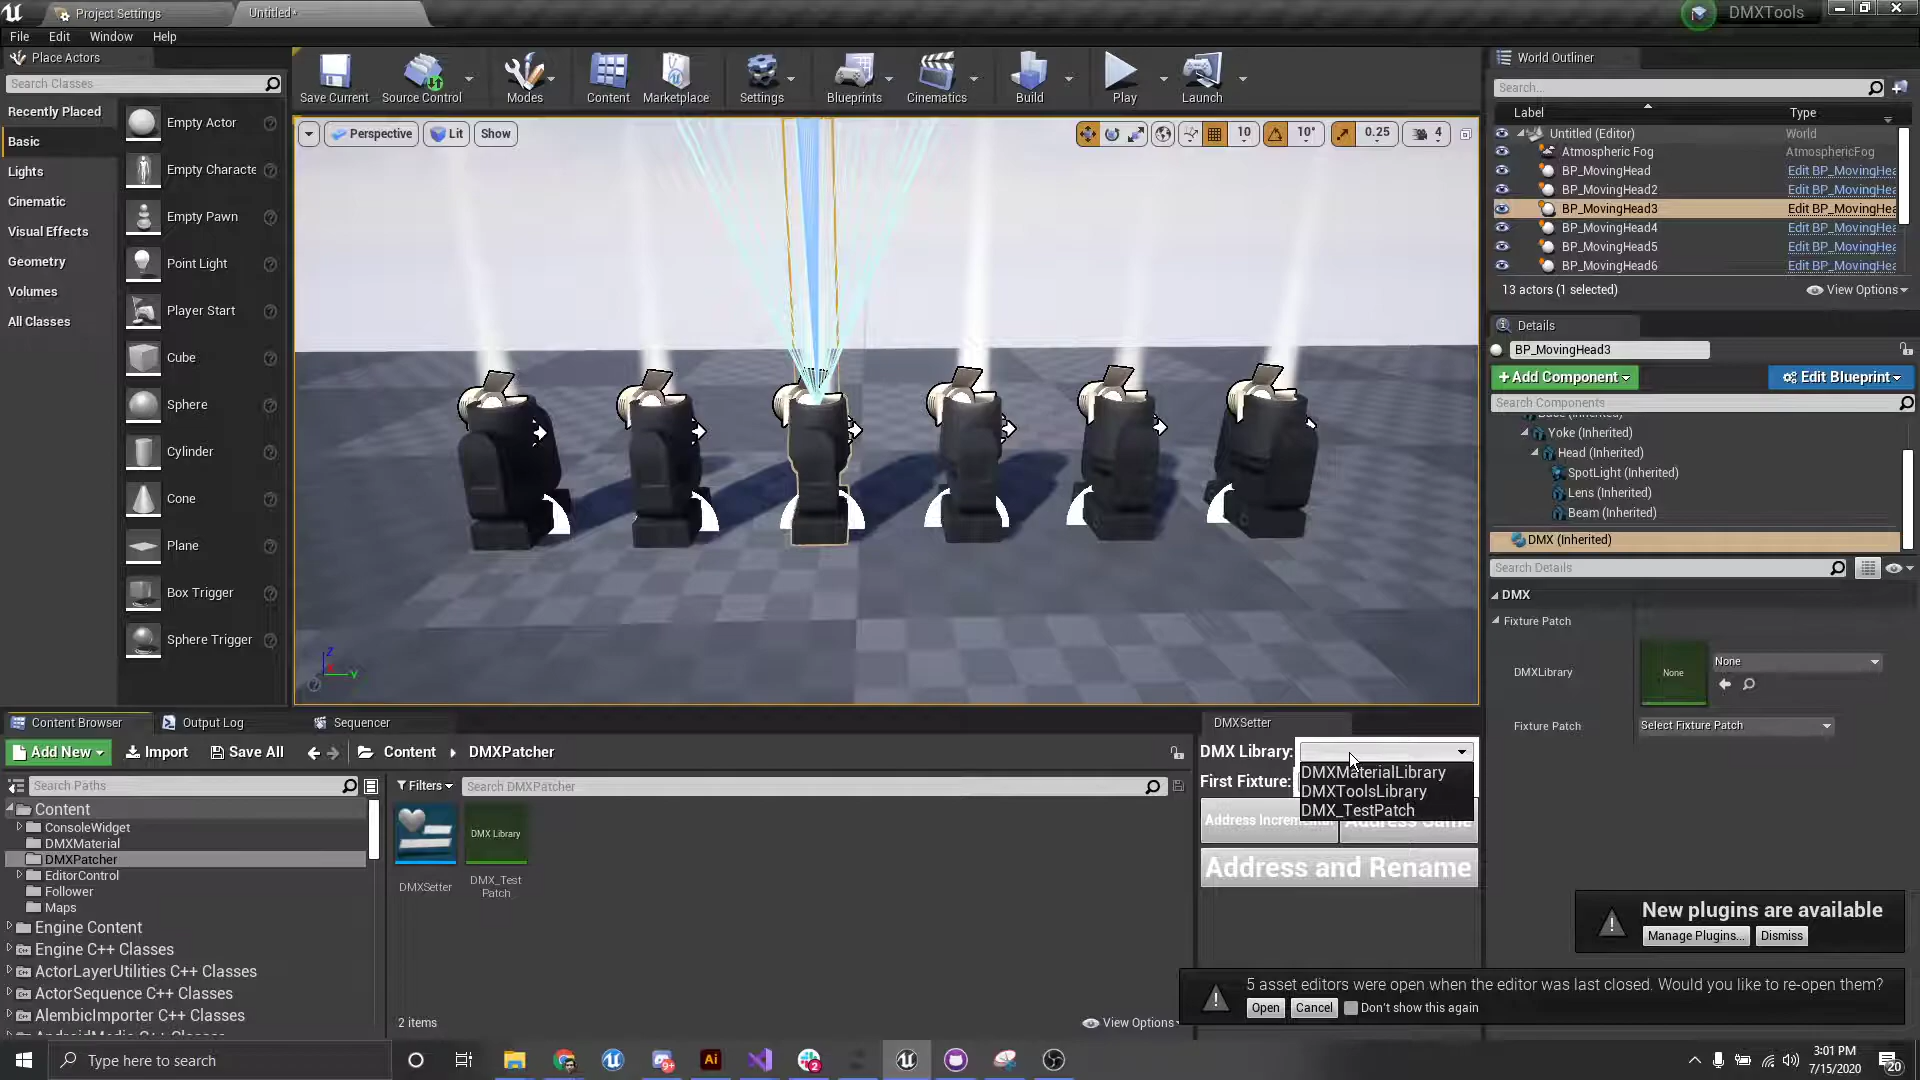 Project Settings
Untitled*
DMXTools
File Edit Window Help
Place Actors
Search Classes
Recently Placed
Basic
Lights
Cinematic
Visual Effects
Geometry
Volumes
All Classes
Empty Actor
Empty Characte
Empty Pawn
Point Light
Player Start
Cube
Sphere
Cylinder
Cone
Plane
Box Trigger
Sphere Trigger
Save Current
Source Control
Modes
Content
Marketplace
Settings
Blueprints
Cinematics
Build
Play
Launch
Perspective
Lit
Show
10
10°
0.25
4
World Outliner
Search...
Label Type
Untitled (Editor) World
Atmospheric Fog AtmosphericFog
BP_MovingHead Edit BP_MovingHea
BP_MovingHead2 Edit BP_MovingHea
BP_MovingHead3 Edit BP_MovingHea
BP_MovingHead4 Edit BP_MovingHea
BP_MovingHead5 Edit BP_MovingHea
BP_MovingHead6 Edit BP_MovingHea
13 actors (1 selected)
View Options
Details
BP_MovingHead3
+Add Component
Edit Blueprint
Search Components
Yoke (Inherited)
Head (Inherited)
SpotLight (Inherited)
Lens (Inherited)
Beam (Inherited)
DMX (Inherited)
Search Details
DMX
Fixture Patch
DMXLibrary
None
None
Fixture Patch
Select Fixture Patch
Z
Y
Content Browser
Output Log
Sequencer
Add New
Import
Save All
Content
DMXPatcher
Search Paths
Filters
Search DMXPatcher
Content
ConsoleWidget
DMXMaterial
DMXPatcher
EditorControl
Follower
Maps
Engine Content
Engine C++ Classes
ActorLayerUtilities C++ Classes
ActorSequence C++ Classes
AlembicImporter C++ Classes
DMXSetter
DMX Library
DMX_Test
Patch
2 items
View Options
DMXSetter
DMX Library:
DMXMaterialLibrary
DMXToolsLibrary
DMX_TestPatch
First Fixture:
Address and Rename
New plugins are available
Manage Plugins...
Dismiss
5 asset editors were open when the editor was last closed. Would you like to re-open them?
Open
Cancel
Don't show this again
Type here to search
3:01 PM
7/15/2020
20